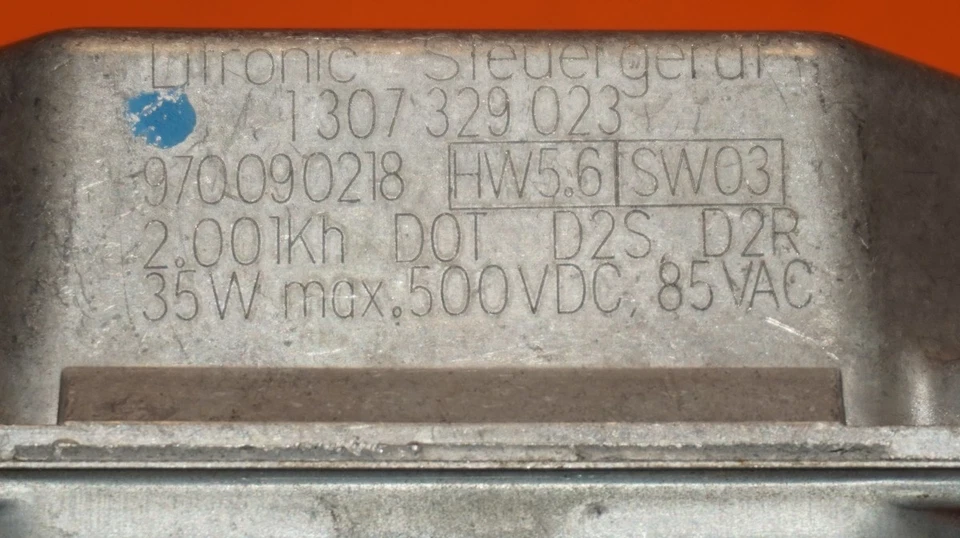 Litronic Steuergerät
1 307 329 023
970090218 HW5.6 SW03
2.001Kh DOT D2S, D2R
35W max.500VDC, 85VAC